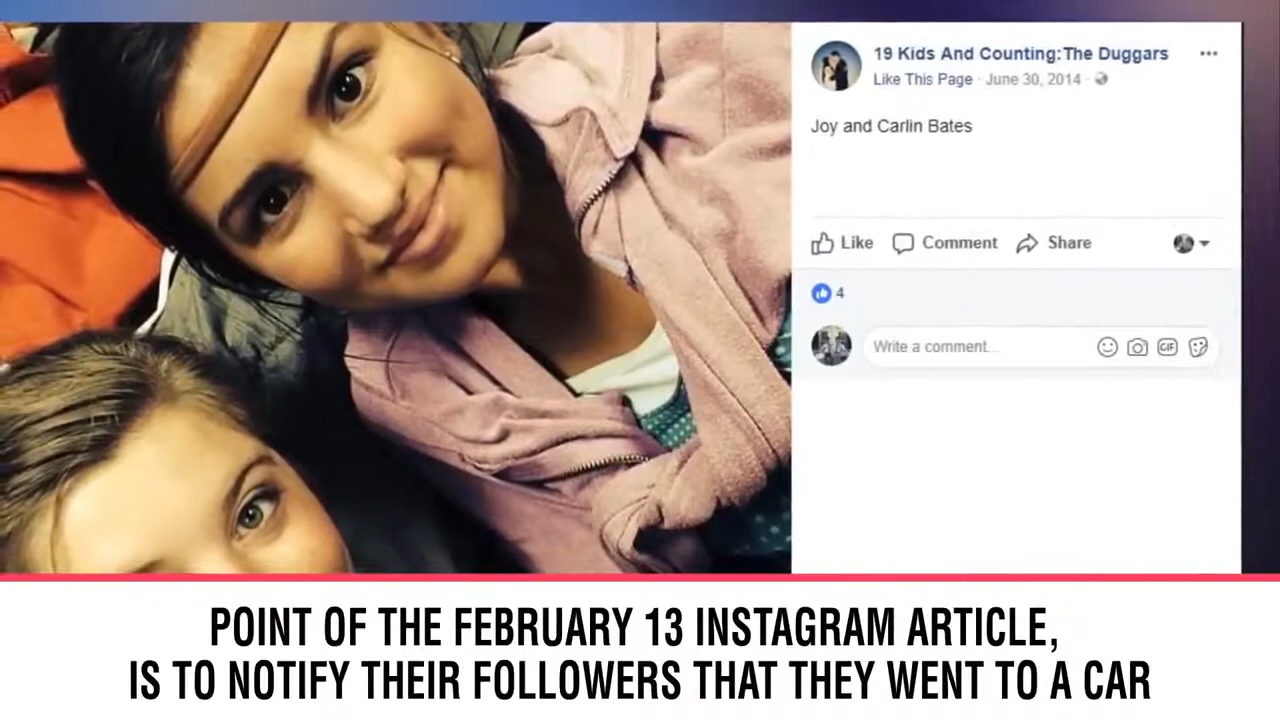 19 Kids And Counting:The Duggars
Like This Page · June 30, 2014 ·
Joy and Carlin Bates
Like Comment Share
4
Write a comment...
GIF
POINT OF THE FEBRUARY 13 INSTAGRAM ARTICLE,
IS TO NOTIFY THEIR FOLLOWERS THAT THEY WENT TO A CAR